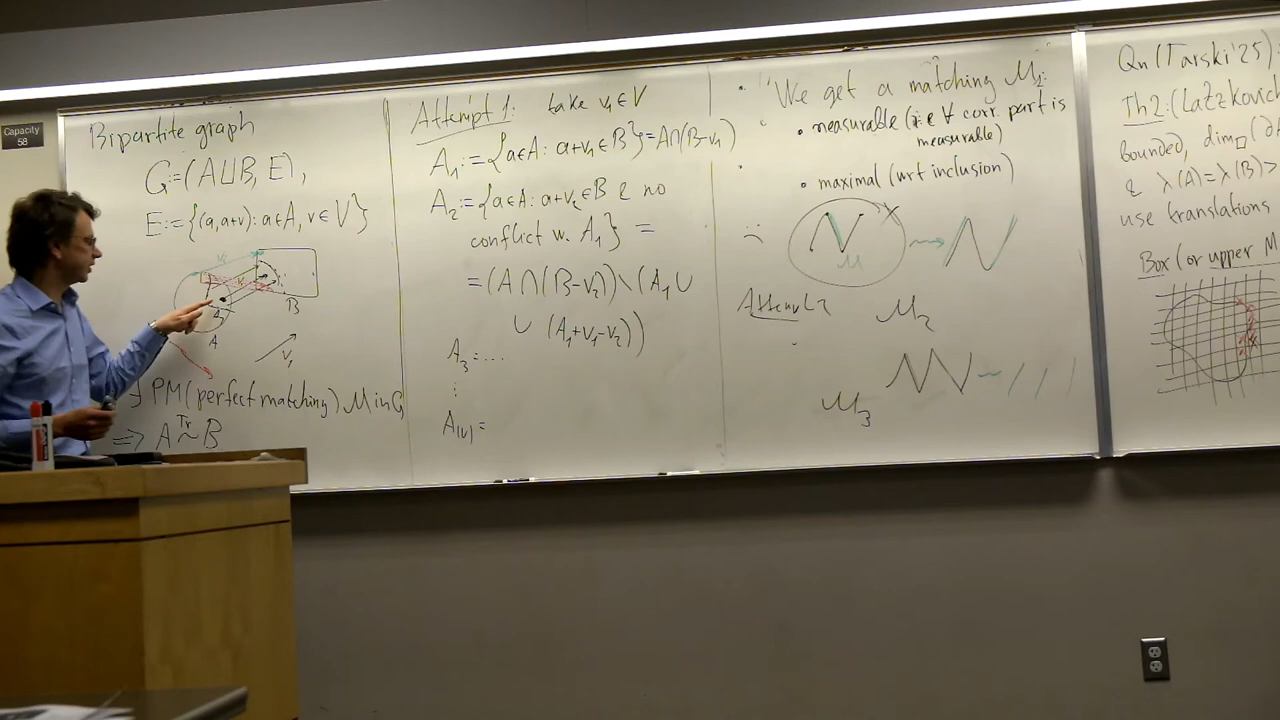 Capacity
58
Bipartite graph
G:=(A⊔B, E),
E:={(a,a+v): a∈A, v∈V}
V₁
B
A
V₁
∃ PM(perfect matching) M in G
=> A ~ B
Tr
Attempt 1: take v₁∈V
A₁:={a∈A: a+v₁∈B}=A∩(B-v₁)
A₂:={a∈A: a+v₂∈B & no
conflict w. A₁} =
=(A∩(B-v₂))\(A₁∪
∪ (A₁+v₁-v₂))
A₃=...
⋮
A|V|=
We get a matching M₁:
• measurable (i.e ∀ corr. part is
measurable)
• maximal (wrt inclusion)
M
Attempt 2 M₂
M₃
Qn(Tarski'25)
Th2:(Laczkovich
bounded, dim□(∂
& λ(A)=λ(B)>
use translations
Box(or upper M